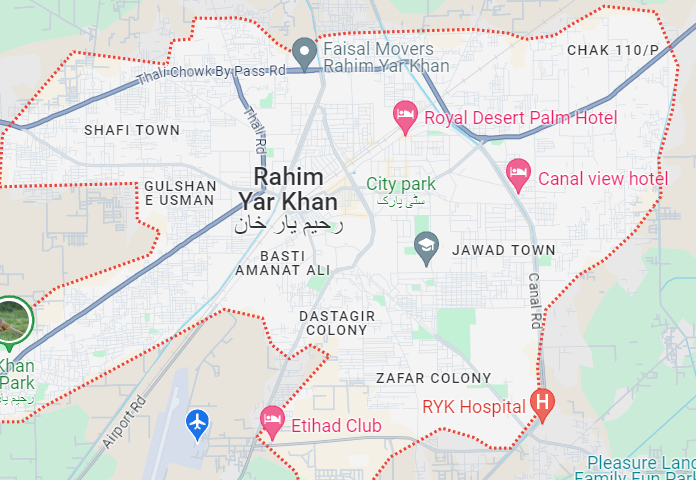 Faisal Movers
Rahim Yar Khan
CHAK 110/P
Thali Chowk By Pass Rd
Royal Desert Palm Hotel
SHAFI TOWN
Thali Rd
Canal view hotel
GULSHAN
E USMAN
Rahim
Yar Khan
رحیم یار خان
City park
سٹی پارک
JAWAD TOWN
BASTI
AMANAT ALI
Canal Rd
DASTAGIR
COLONY
Khan
Park
ZAFAR COLONY
RYK Hospital
H
Airport Rd
Etihad Club
Pleasure Land
Family Fun Park